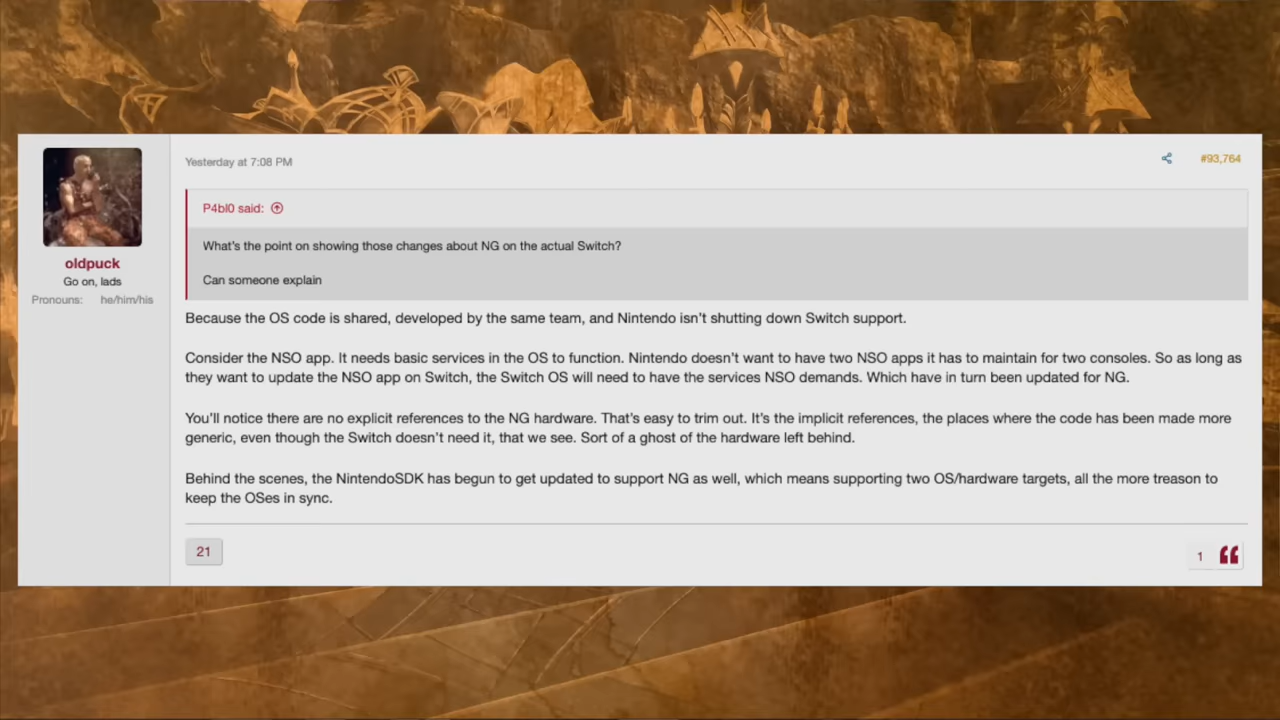 Yesterday at 7:08 PM
#93,764
oldpuck
Go on, lads
Pronouns: he/him/his
P4bl0 said:
What's the point on showing those changes about NG on the actual Switch?
Can someone explain
Because the OS code is shared, developed by the same team, and Nintendo isn't shutting down Switch support.
Consider the NSO app. It needs basic services in the OS to function. Nintendo doesn't want to have two NSO apps it has to maintain for two consoles. So as long as
they want to update the NSO app on Switch, the Switch OS will need to have the services NSO demands. Which have in turn been updated for NG.
You'll notice there are no explicit references to the NG hardware. That's easy to trim out. It's the implicit references, the places where the code has been made more
generic, even though the Switch doesn't need it, that we see. Sort of a ghost of the hardware left behind.
Behind the scenes, the NintendoSDK has begun to get updated to support NG as well, which means supporting two OS/hardware targets, all the more treason to
keep the OSes in sync.
21
1